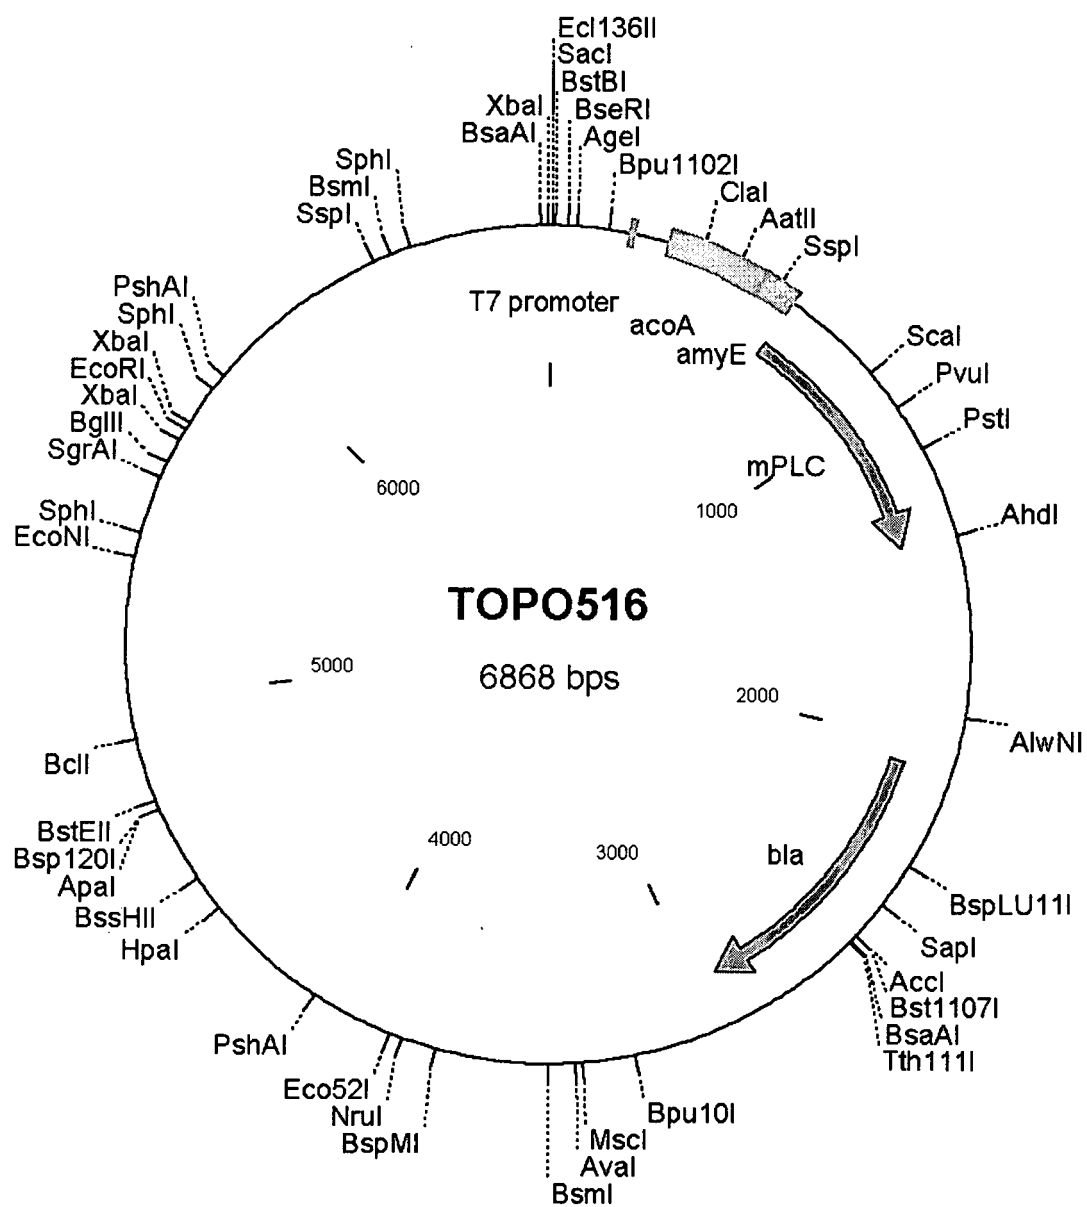 Ecl136II
SacI
BstBI
XbaI
BseRI
BsaAI
AgeI
SphI
Bpu1102I
BsmI
ClaI
SspI
AatII
SspI
PshAI
T7 promoter
SphI
acoA
XbaI
amyE
ScaI
EcoRI
PvuI
XbaI
BglII
PstI
SgrAI
mPLC
6000
1000
SphI
AhdI
EcoNI
TOPO516
5000
6868 bps
2000
AlwNI
BclI
BstEII
4000
3000
bla
Bsp120I
ApaI
BspLU11I
BssHII
HpaI
SapI
AccI
Bst1107I
BsaAI
PshAI
Tth111I
Eco52I
NruI
Bpu10I
BspMI
MscI
AvaI
BsmI